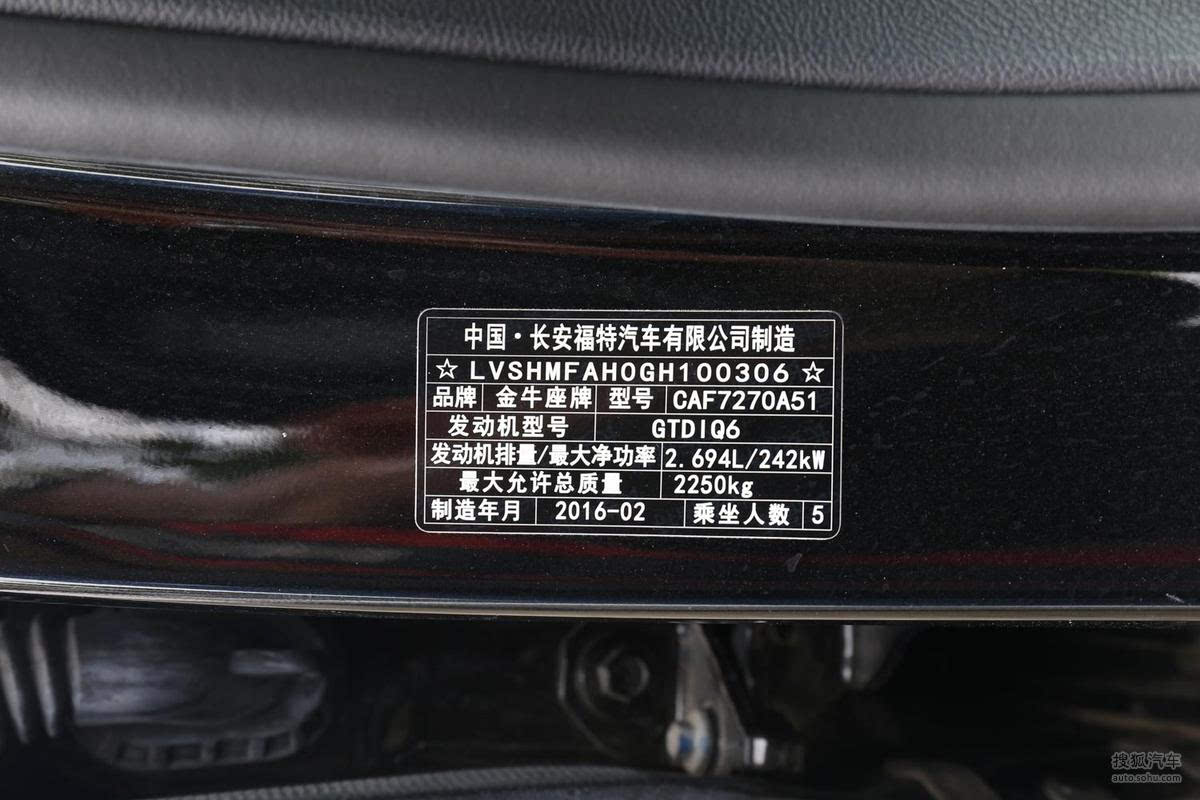 中国·长安福特汽车有限公司制造
☆ LVSHMFAH0GH100306 ☆
品牌 金牛座牌 型号 CAF7270A51
发动机型号 GTDIQ6
发动机排量/最大净功率 2.694L/242kW
最大允许总质量 2250kg
制造年月 2016-02 乘坐人数 5
搜狐汽车
auto.sohu.com